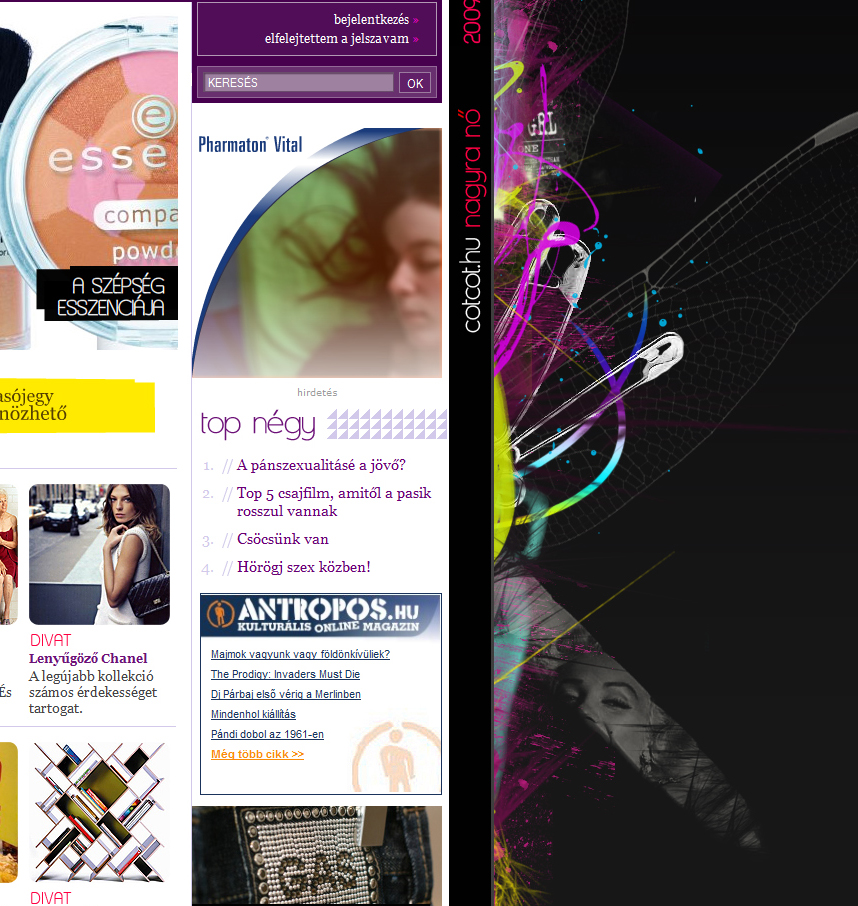 bejelentkezés »
elfelejtettem a jelszavam »
KERESÉS
OK
e
esse
compa
powd
A SZÉPSÉG
ESSZENCIÁJA
asójegy
DIVAT
Lenyűgöző Chanel
A legújabb kollekció
számos érdekességet
tartogat.
És
DIVAT
Pharmaton® Vital
hirdetés
top négy
1. // A pánszexualitásé a jövő?
2. // Top 5 csajfilm, amitől a pasik
rosszul vannak
3. // Csöcsünk van
4. // Hörögj szex közben!
ANTROPOS.HU
KULTURÁLIS ONLINE MAGAZIN
Majmok vagyunk vagy földönkívüliek?
The Prodigy: Invaders Must Die
Dj Párbaj első vérig a Merlinben
Mindenhol kiállítás
Pándi dobol az 1961-en
Még több cikk >>
GAS
cotcot.hu nagyra nő
2009
GRL